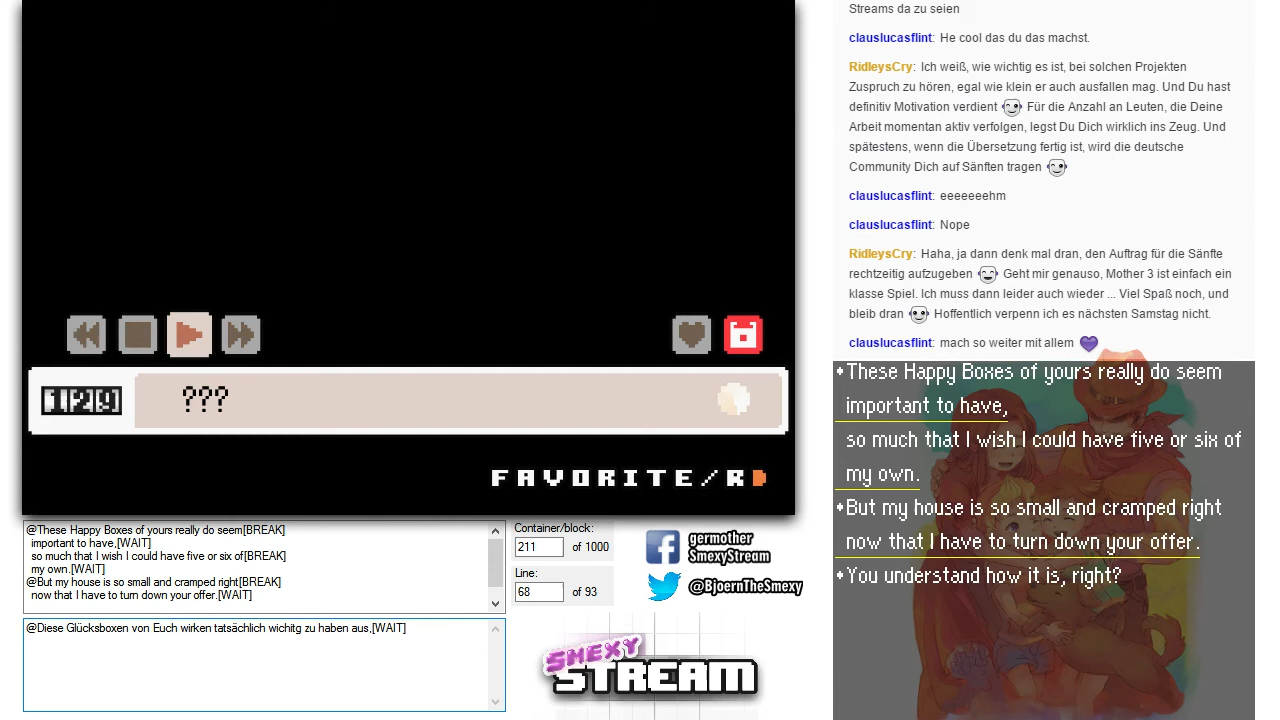 129
???
FAVORITE/R
@These Happy Boxes of yours really do seem[BREAK]
important to have,[WAIT]
so much that I wish I could have five or six of[BREAK]
my own.[WAIT]
@But my house is so small and cramped right[BREAK]
now that I have to turn down your offer.[WAIT]
@Diese Glücksboxen von Euch wirken tatsächlich wichitg zu haben aus,[WAIT]
Container/block:
211 of 1000
Line:
68 of 93
germother
SmexyStream
@BjoernTheSmexy
SMEXY
STREAM
Streams da zu seien
clauslucasflint: He cool das du das machst.
RidleysCry: Ich weiß, wie wichtig es ist, bei solchen Projekten
Zuspruch zu hören, egal wie klein er auch ausfallen mag. Und Du hast
definitiv Motivation verdient Für die Anzahl an Leuten, die Deine
Arbeit momentan aktiv verfolgen, legst Du Dich wirklich ins Zeug. Und
spätestens, wenn die Übersetzung fertig ist, wird die deutsche
Community Dich auf Sänften tragen
clauslucasflint: eeeeeeehm
clauslucasflint: Nope
RidleysCry: Haha, ja dann denk mal dran, den Auftrag für die Sänfte
rechtzeitig aufzugeben Geht mir genauso, Mother 3 ist einfach ein
klasse Spiel. Ich muss dann leider auch wieder ... Viel Spaß noch, und
bleib dran Hoffentlich verpenn ich es nächsten Samstag nicht.
clauslucasflint: mach so weiter mit allem
•These Happy Boxes of yours really do seem
important to have,
so much that I wish I could have five or six of
my own.
•But my house is so small and cramped right
now that I have to turn down your offer.
•You understand how it is, right?